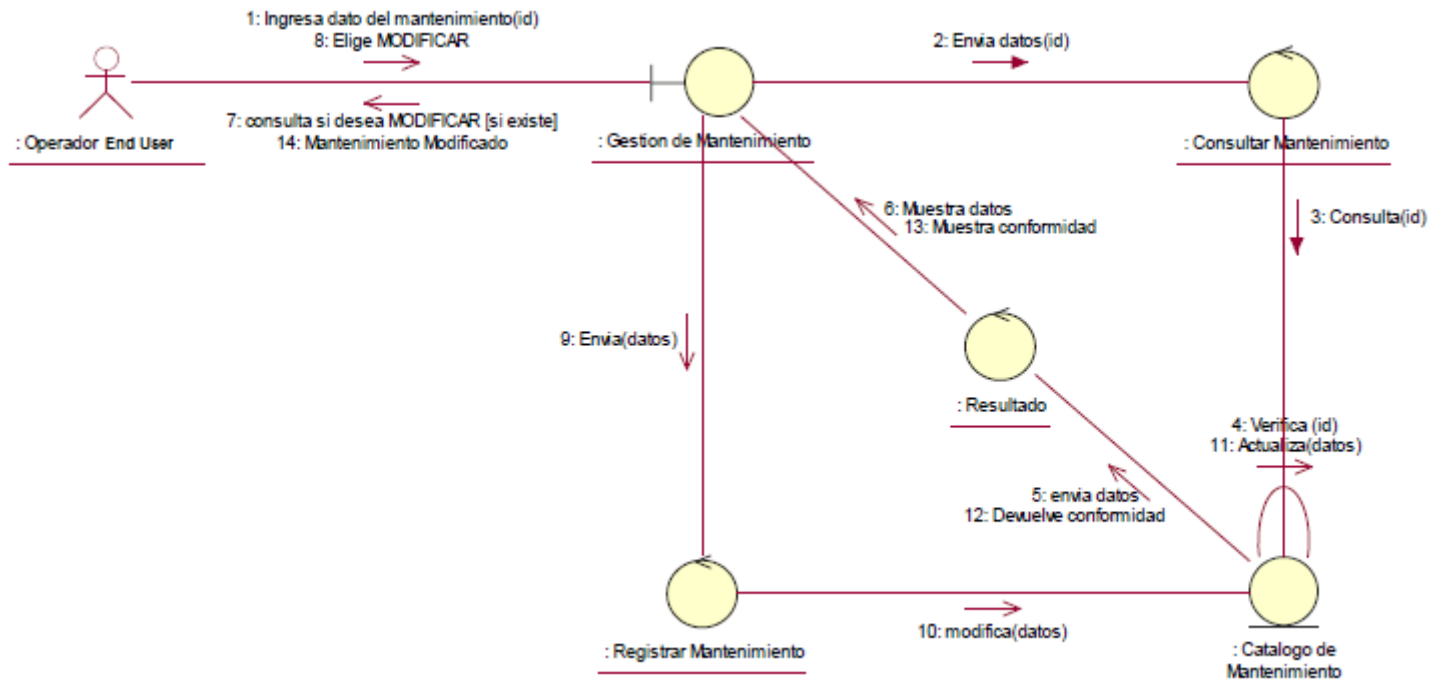 1: Ingresa dato del mantenimiento(id)
8: Elige MODIFICAR
2: Envia datos(id)
7: consulta si desea MODIFICAR [si existe]
14: Mantenimiento Modificado
: Operador End User
: Gestion de Mantenimiento
: Consultar Mantenimiento
6: Muestra datos
13: Muestra conformidad
3: Consulta(id)
9: Envia(datos)
: Resultado
4: Verifica (id)
11: Actualiza(datos)
5: envia datos
12: Devuelve conformidad
10: modifica(datos)
: Registrar Mantenimiento
: Catalogo de
Mantenimiento